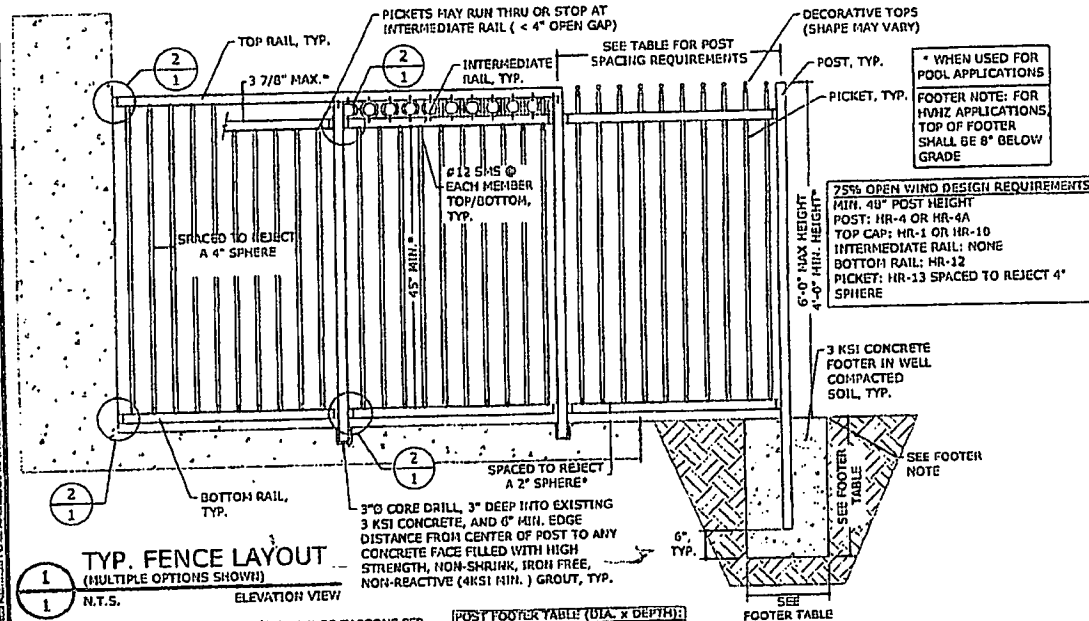 PICKETS MAY RUN THRU OR STOP AT
INTERMEDIATE RAIL ( < 4" OPEN GAP)
DECORATIVE TOPS
(SHAPE MAY VARY)
TOP RAIL, TYP.
SEE TABLE FOR POST
SPACING REQUIREMENTS
2
1
3 7/8" MAX.*
2
1
INTERMEDIATE
RAIL, TYP.
POST, TYP.
PICKET, TYP.
* WHEN USED FOR
POOL APPLICATIONS
FOOTER NOTE: FOR
HVHZ APPLICATIONS,
TOP OF FOOTER
SHALL BE 8" BELOW
GRADE
#12 SMS @
EACH MEMBER
TOP/BOTTOM,
TYP.
SPACED TO REJECT
A 4" SPHERE
45" MIN.*
6'-0" MAX HEIGHT
4'-0" MIN. HEIGHT*
75% OPEN WIND DESIGN REQUIREMENTS
MIN. 48" POST HEIGHT
POST: HR-4 OR HR-4A
TOP CAP: HR-1 OR HR-10
INTERMEDIATE RAIL: NONE
BOTTOM RAIL: HR-12
PICKET: HR-13 SPACED TO REJECT 4"
SPHERE
3 KSI CONCRETE
FOOTER IN WELL
COMPACTED
SOIL, TYP.
2
1
BOTTOM RAIL,
TYP.
2
1
SPACED TO REJECT
A 2" SPHERE*
SEE FOOTER
TABLE
SEE FOOTER
NOTE
3"Ø CORE DRILL, 3" DEEP INTO EXISTING
3 KSI CONCRETE, AND 6" MIN. EDGE
DISTANCE FROM CENTER OF POST TO ANY
CONCRETE FACE FILLED WITH HIGH
STRENGTH, NON-SHRINK, IRON FREE,
NON-REACTIVE (4KSI MIN. ) GROUT, TYP.
6",
TYP.
1
1
TYP. FENCE LAYOUT
(MULTIPLE OPTIONS SHOWN)
N.T.S.
ELEVATION VIEW
SEE
FOOTER TABLE
POST FOOTER TABLE (DIA. x DEPTH):